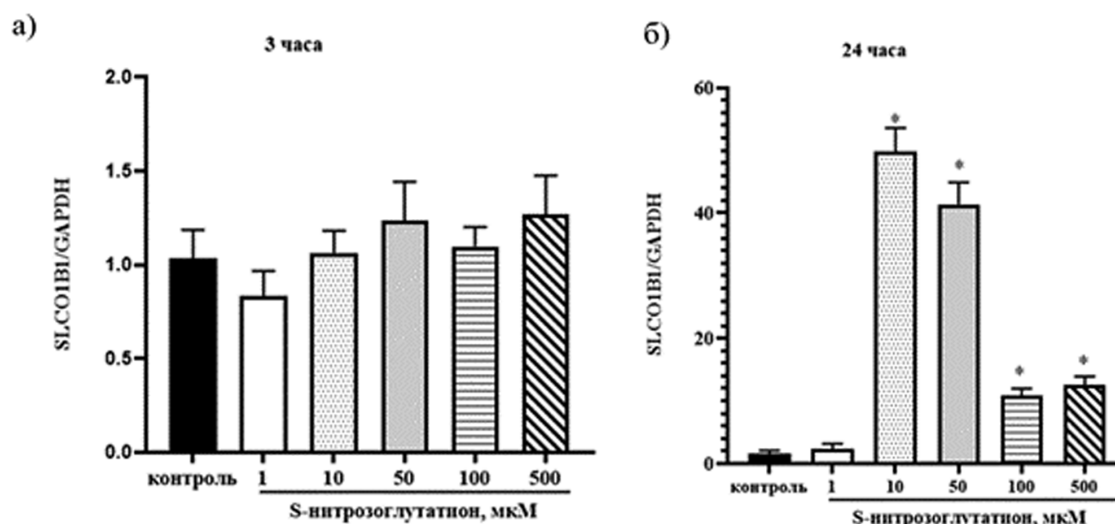 а)
3 часа
2.0
1.5
1.0
0.5
0.0
SLCO1B1/GAPDH
контроль 1 10 50 100 500
S-нитрозоглутатион, мкМ
б)
24 часа
60
40
20
0
SLCO1B1/GAPDH
* * * *
контроль 1 10 50 100 500
S-нитрозоглутатион, мкМ